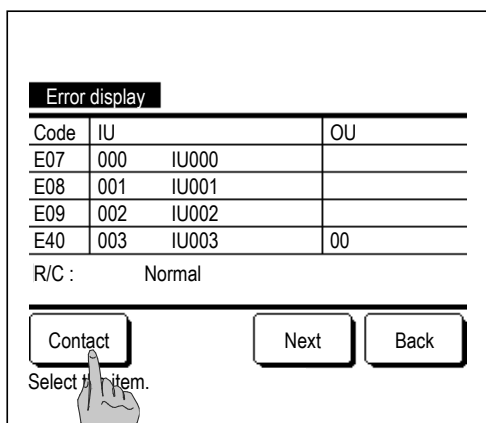 Error display
Code IU OU
E07 000 IU000
E08 001 IU001
E09 002 IU002
E40 003 IU003 00
R/C : Normal
Contact Next Back
Select the item.